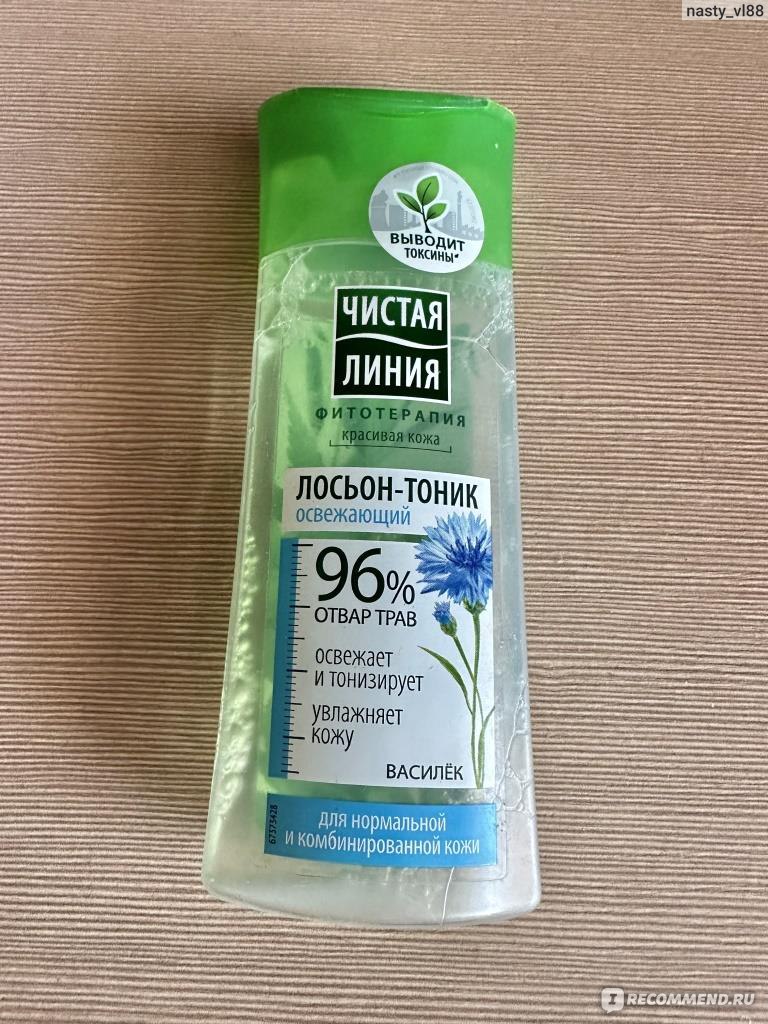 nasty_vl88
ВЫВОДИТ
ТОКСИНЫ*
ЧИСТАЯ
ЛИНИЯ
ФИТОТЕРАПИЯ
красивая кожа
ЛОСЬОН-ТОНИК
освежающий
96%
ОТВАР ТРАВ
освежает
и тонизирует
увлажняет
кожу
ВАСИЛЁК
67373428
для нормальной
и комбинированной кожи
I RECOMMEND.RU